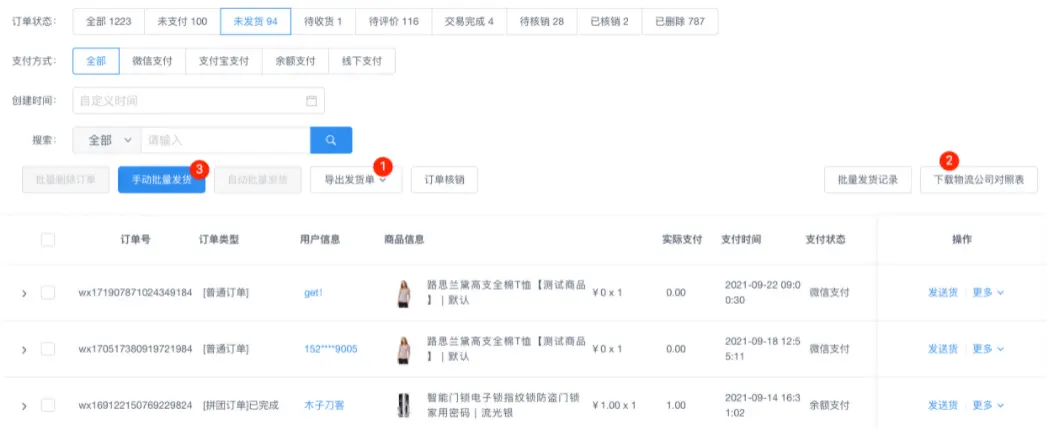 订单状态： 全部 1223 未支付 100 未发货 94 待收货 1 待评价 116 交易完成 4 待核销 28 已核销 2 已删除 787
支付方式： 全部 微信支付 支付宝支付 余额支付 线下支付
创建时间： 自定义时间
搜索： 全部 请输入
3 1 2
批量删除订单 手动批量发货 自动批量发货 导出发货单 订单核销 批量发货记录 下载物流公司对照表
订单号 订单类型 用户信息 商品信息 实际支付 支付时间 支付状态 操作
路思兰黛高支全棉T恤【测试商品 2021-09-22 09:0
wx171907871024349184 [普通订单] get! ￥0 x 1 0.00 微信支付 发送货 更多
】 | 默认 0:30
路思兰黛高支全棉T恤【测试商品 2021-09-18 12:5
wx170517380919721984 [普通订单] 152****9005 ￥0 x 1 0.00 微信支付 发送货 更多
】 | 默认 5:11
智能门锁电子锁指纹锁防盗门锁 2021-09-14 16:3
wx169122150769229824 [拼团订单]已完成 木子刀客 ￥1.00 x 1 1.00 余额支付 发送货 更多
家用密码 | 流光银 1:02